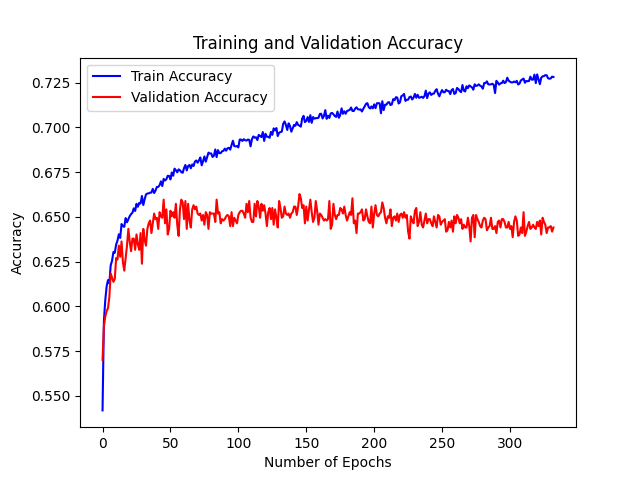 Training and Validation Accuracy
Train Accuracy
Validation Accuracy
0.725
0.700
0.675
0.650
0.625
0.600
0.575
0.550
Accuracy
0 50 100 150 200 250 300
Number of Epochs